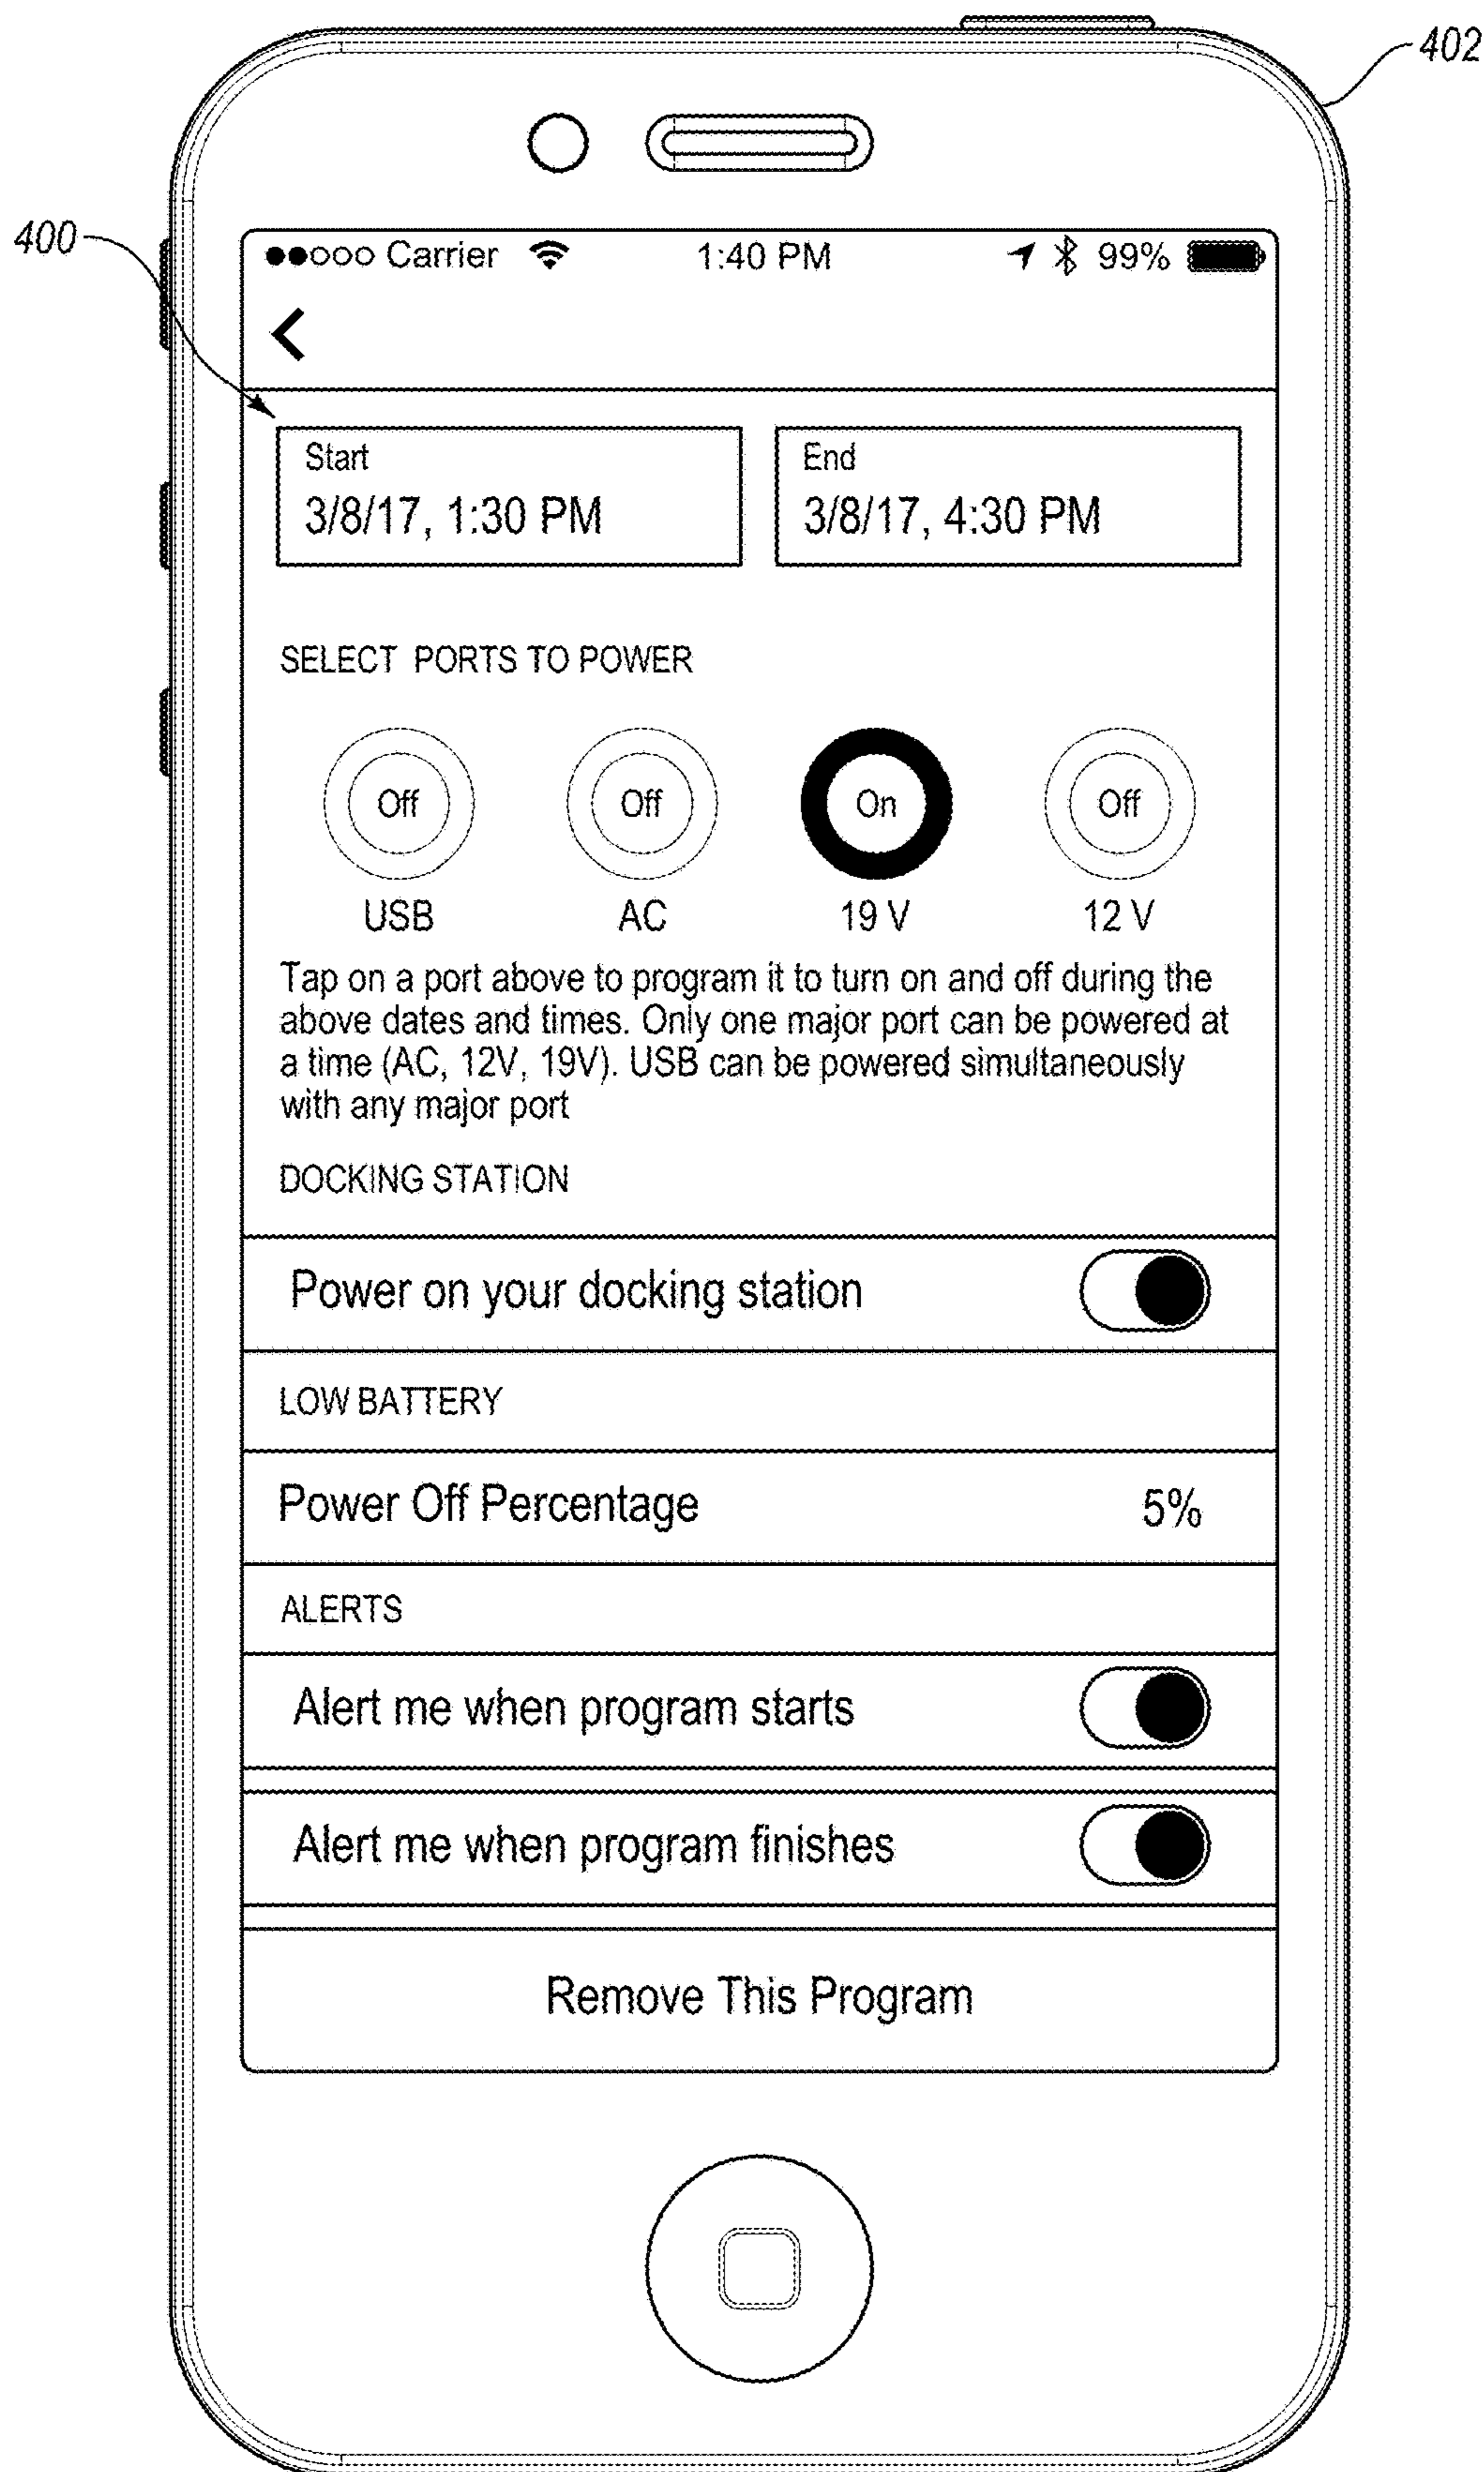 402
400
Carrier 1:40 PM 99%
Start End
3/8/17, 1:30 PM 3/8/17, 4:30 PM
SELECT PORTS TO POWER
Off Off On Off
USB AC 19 V 12 V
Tap on a port above to program it to turn on and off during the
above dates and times. Only one major port can be powered at
a time (AC, 12V, 19V). USB can be powered simultaneously
with any major port
DOCKING STATION
Power on your docking station
LOW BATTERY
Power Off Percentage 5%
ALERTS
Alert me when program starts
Alert me when program finishes
Remove This Program